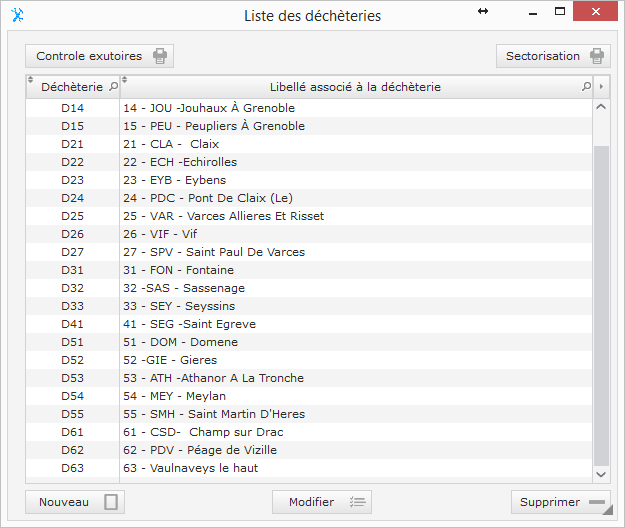 Liste des déchèteries
Controle exutoires Sectorisation
Déchèterie Libellé associé à la déchèterie
D14 14 - JOU -Jouhaux À Grenoble
D15 15 - PEU - Peupliers À Grenoble
D21 21 - CLA -  Claix
D22 22 - ECH -Echirolles
D23 23 - EYB - Eybens
D24 24 - PDC - Pont De Claix (Le)
D25 25 - VAR - Varces Allieres Et Risset
D26 26 - VIF - Vif
D27 27 - SPV - Saint Paul De Varces
D31 31 - FON - Fontaine
D32 32 -SAS - Sassenage
D33 33 - SEY - Seyssins
D41 41 - SEG -Saint Egreve
D51 51 - DOM - Domene
D52 52 -GIE - Gieres
D53 53 - ATH -Athanor A La Tronche
D54 54 - MEY - Meylan
D55 55 - SMH - Saint Martin D'Heres
D61 61 - CSD-  Champ sur Drac
D62 62 - PDV - Péage de Vizille
D63 63 - Vaulnaveys le haut
Nouveau Modifier Supprimer